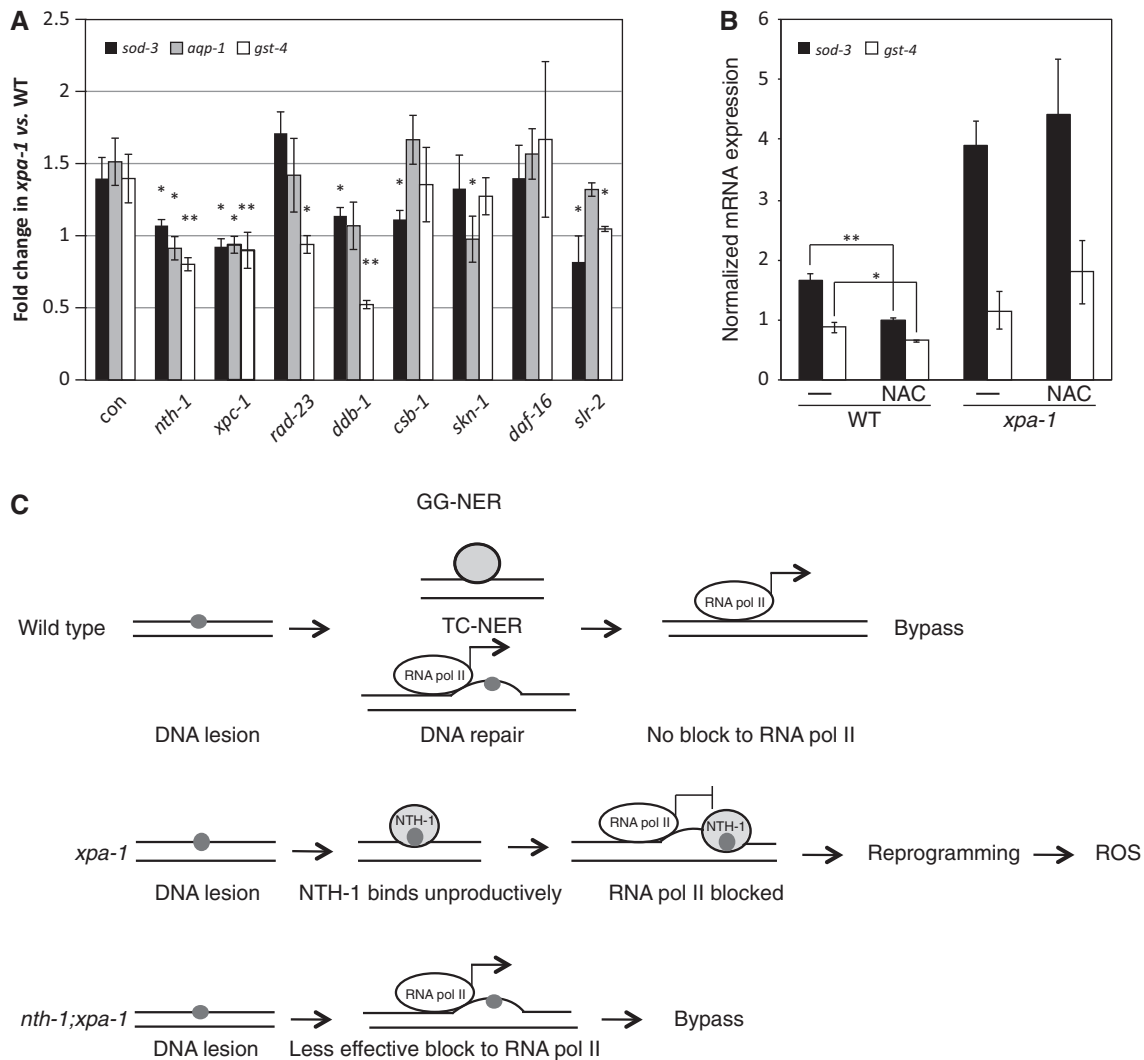 A
Fold change in xpa-1 vs. WT
2.5
2
1.5
1
0.5
0
sod-3 aqp-1 gst-4
* * **
* * **
*
* **
*
*
* *
con nth-1 xpc-1 rad-23 ddb-1 csb-1 skn-1 daf-16 slr-2
B
Normalized mRNA expression
6
5
4
3
2
1
0
sod-3 gst-4
**
*
— NAC — NAC
WT xpa-1
C
GG-NER
Wild type
TC-NER
RNA pol II
RNA pol II
Bypass
DNA lesion DNA repair No block to RNA pol II
xpa-1
NTH-1
RNA pol II
NTH-1
Reprogramming ROS
DNA lesion NTH-1 binds unproductively RNA pol II blocked
nth-1;xpa-1
RNA pol II
Bypass
DNA lesion Less effective block to RNA pol II